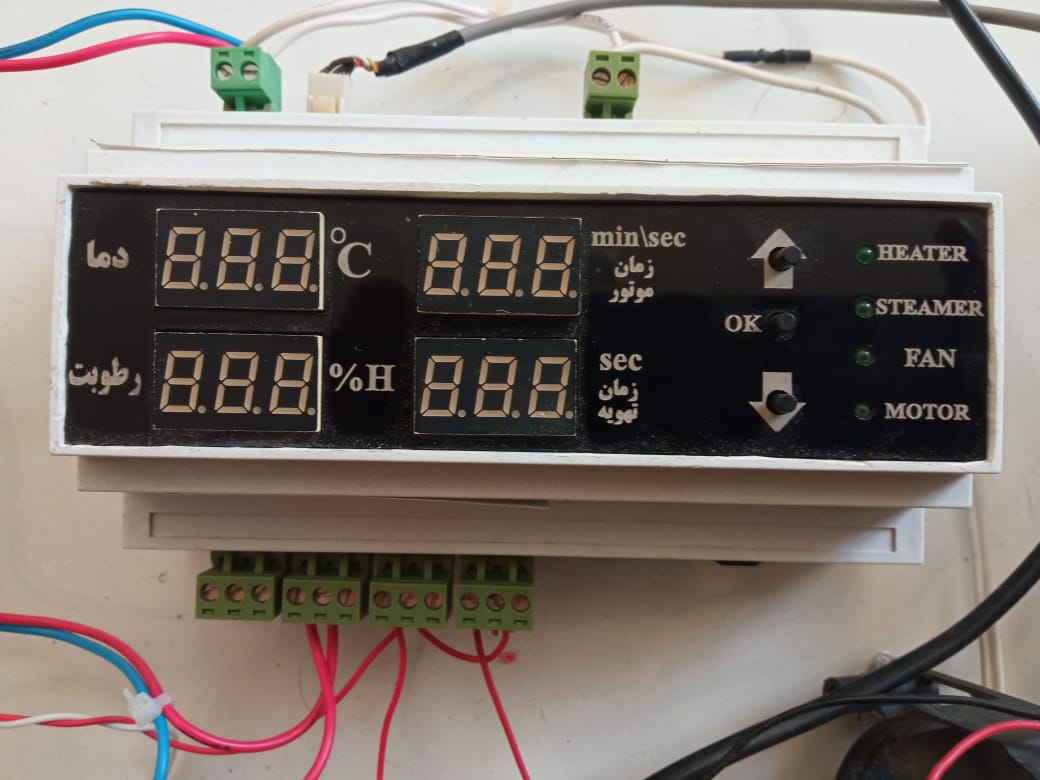 دما
°C
min\sec
زمان
موتور
رطوبت
%H
sec
زمان
تهویه
OK
HEATER
STEAMER
FAN
MOTOR